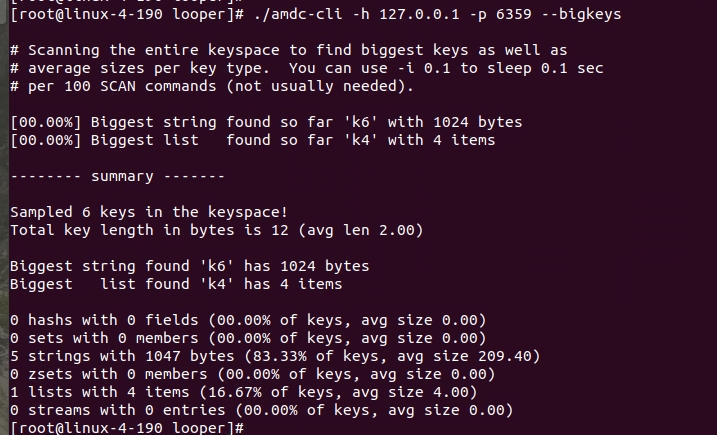 [root@linux-4-190 looper]# ./amdc-cli -h 127.0.0.1 -p 6359 --bigkeys
# Scanning the entire keyspace to find biggest keys as well as
# average sizes per key type.  You can use -i 0.1 to sleep 0.1 sec
# per 100 SCAN commands (not usually needed).
[00.00%] Biggest string found so far 'k6' with 1024 bytes
[00.00%] Biggest list   found so far 'k4' with 4 items
-------- summary -------
Sampled 6 keys in the keyspace!
Total key length in bytes is 12 (avg len 2.00)
Biggest string found 'k6' has 1024 bytes
Biggest   list found 'k4' has 4 items
0 hashs with 0 fields (00.00% of keys, avg size 0.00)
0 sets with 0 members (00.00% of keys, avg size 0.00)
5 strings with 1047 bytes (83.33% of keys, avg size 209.40)
0 zsets with 0 members (00.00% of keys, avg size 0.00)
1 lists with 4 items (16.67% of keys, avg size 4.00)
0 streams with 0 entries (00.00% of keys, avg size 0.00)
[root@linux-4-190 looper]#